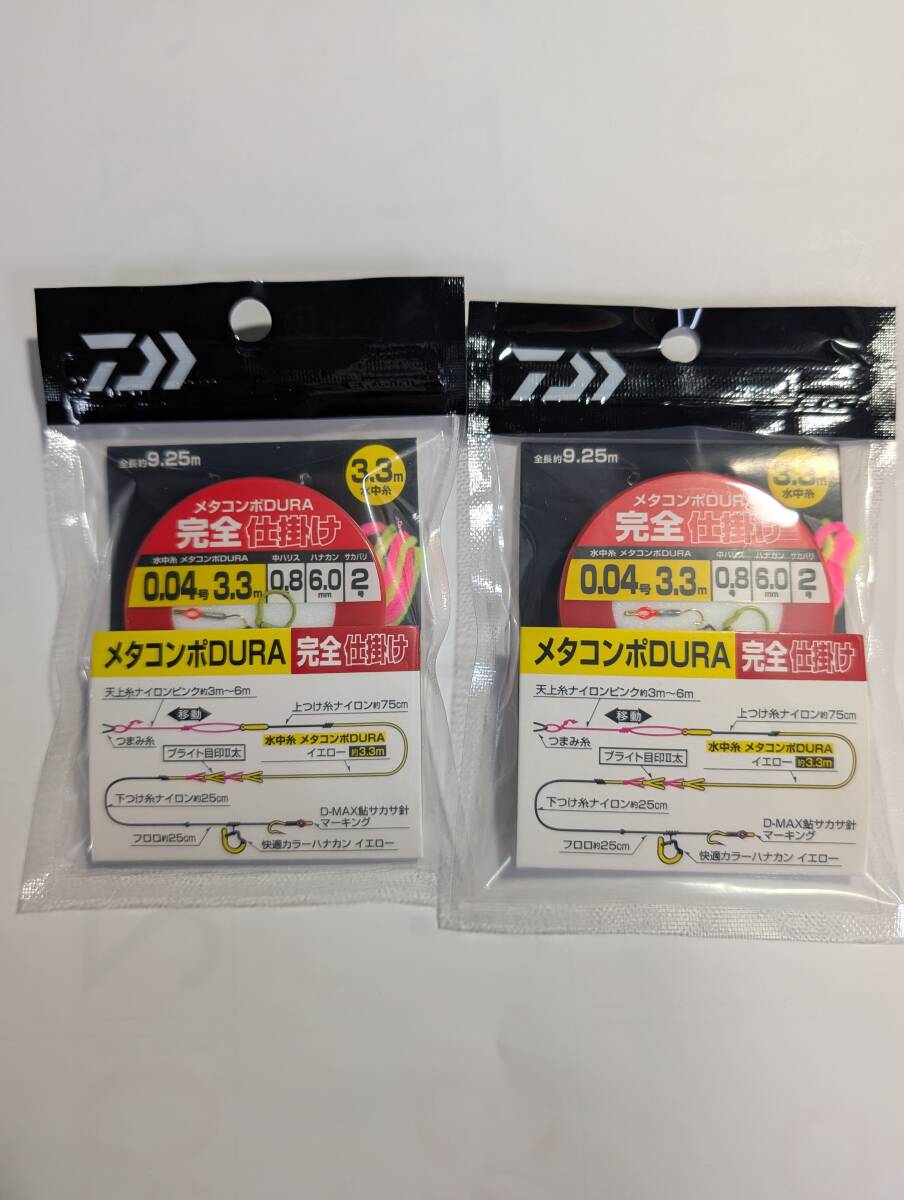 全長約9.25m
3.3m
水中糸
メタコンポDURA
完全仕掛け
水中糸 メタコンポDURA 中ハリス ハナカン サカバリ
0.04号 3.3m 0.8号 6.0mm 2号
メタコンポDURA 完全仕掛け
天上糸ナイロンピンク約3m〜6m
移動
上つけ糸ナイロン約75cm
つまみ糸
水中糸 メタコンポDURA
イエロー 約3.3m
ブライト目印II太
下つけ糸ナイロン約25cm
D-MAX鮎サカサ針
マーキング
フロロ約25cm
快適カラーハナカン イエロー
全長約9.25m
3.3m
水中糸
メタコンポDURA
完全仕掛け
水中糸 メタコンポDURA 中ハリス ハナカン サカバリ
0.04号 3.3m 0.8号 6.0mm 2号
メタコンポDURA 完全仕掛け
天上糸ナイロンピンク約3m〜6m
移動
上つけ糸ナイロン約75cm
つまみ糸
水中糸 メタコンポDURA
イエロー 約3.3m
ブライト目印II太
下つけ糸ナイロン約25cm
D-MAX鮎サカサ針
マーキング
フロロ約25cm
快適カラーハナカン イエロー